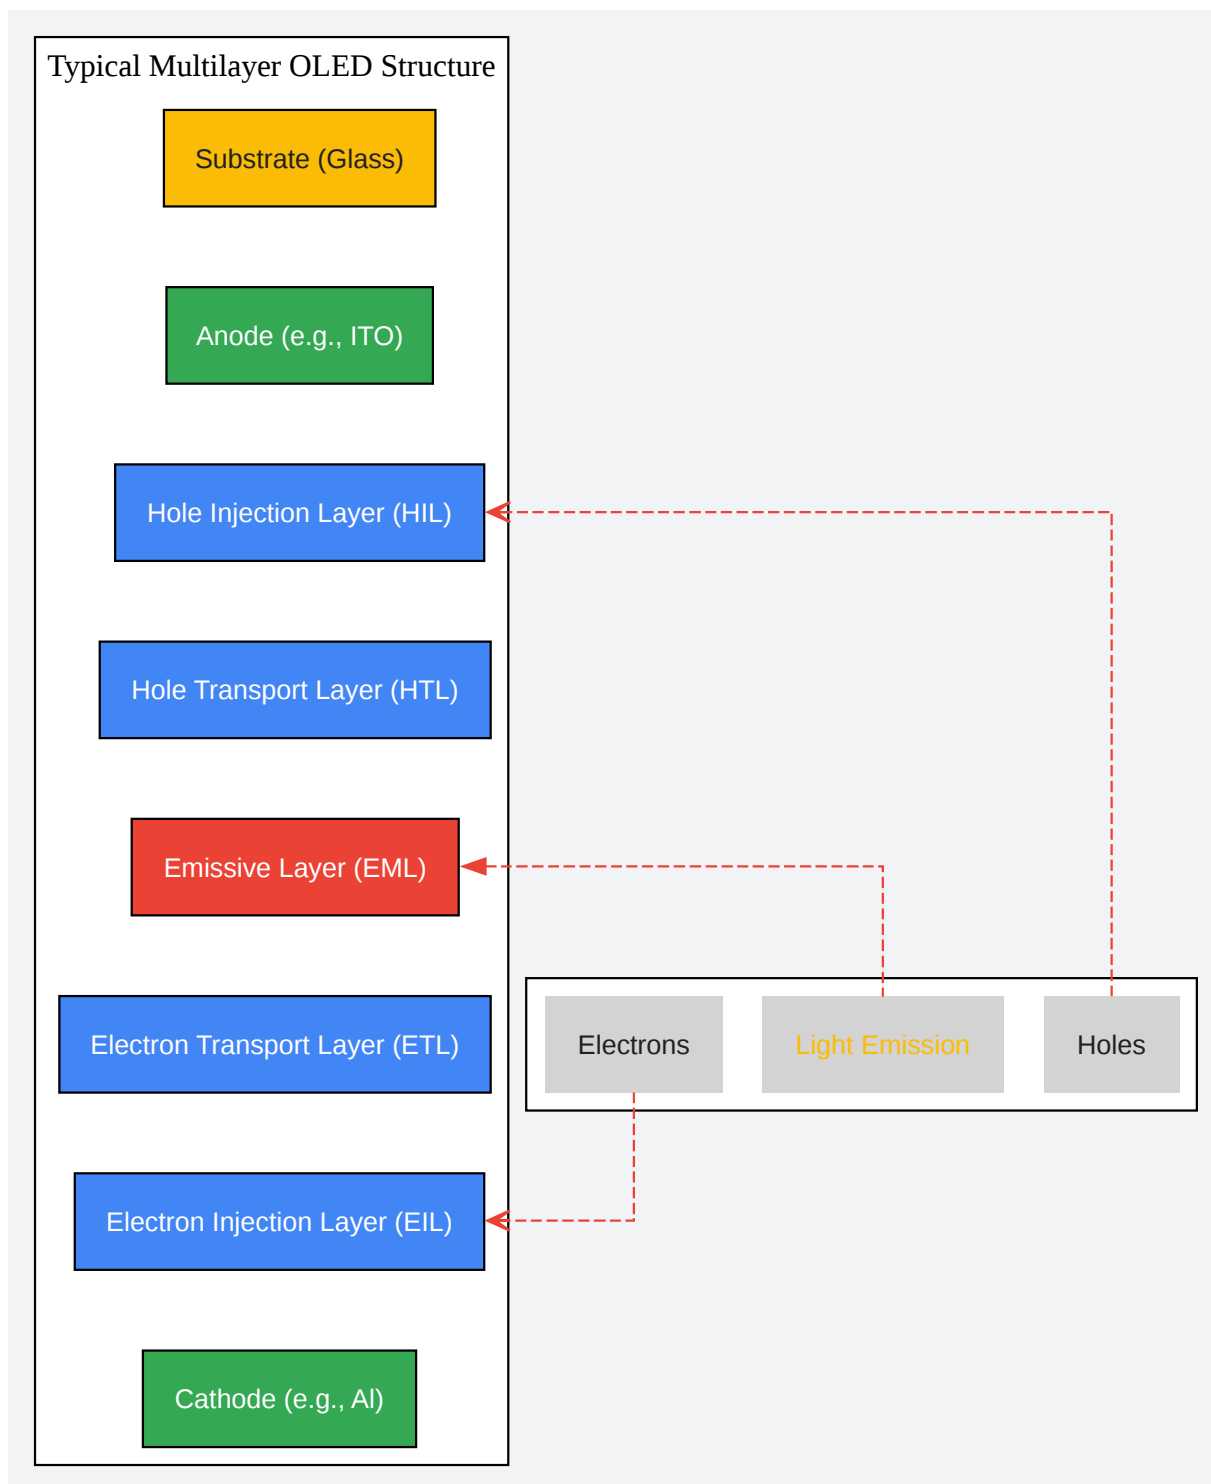 Typical Multilayer OLED Structure
Substrate (Glass)
Anode (e.g., ITO)
Hole Injection Layer (HIL)
Hole Transport Layer (HTL)
Emissive Layer (EML)
Electron Transport Layer (ETL)
Electron Injection Layer (EIL)
Cathode (e.g., Al)
Electrons
Light Emission
Holes